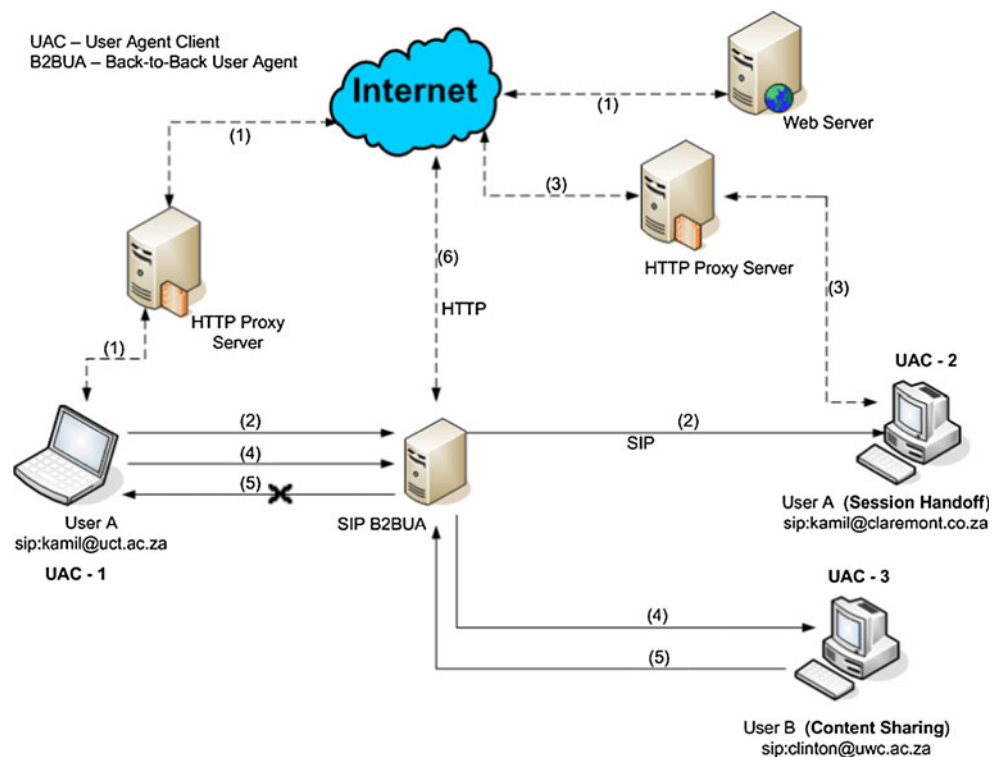 UAC – User Agent Client
B2BUA – Back-to-Back User Agent
Internet
(1)
Web Server
(1)
(3)
HTTP Proxy Server
(6)
HTTP
(3)
HTTP Proxy
Server
(1)
UAC - 2
(2)
(2)
SIP
(4)
(5)
User A
sip:kamil@uct.ac.za
UAC - 1
SIP B2BUA
User A (Session Handoff)
sip:kamil@claremont.co.za
UAC - 3
(4)
(5)
User B (Content Sharing)
sip:clinton@uwc.ac.za